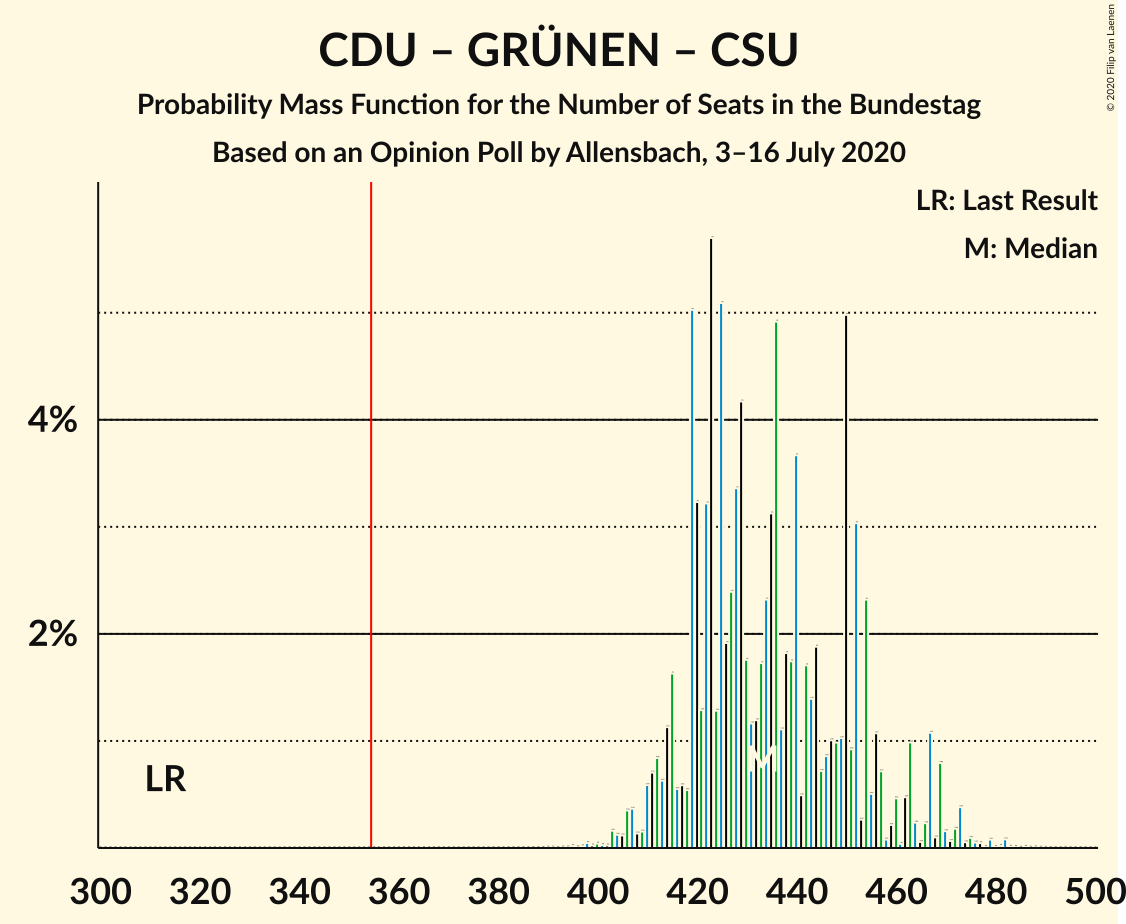 CDU – GRÜNEN – CSU
Probability Mass Function for the Number of Seats in the Bundestag
Based on an Opinion Poll by Allensbach, 3–16 July 2020
© 2020 Filip van Laenen
LR: Last Result
M: Median
4%
2%
LR
300 320 340 360 380 400 420 440 460 480 500